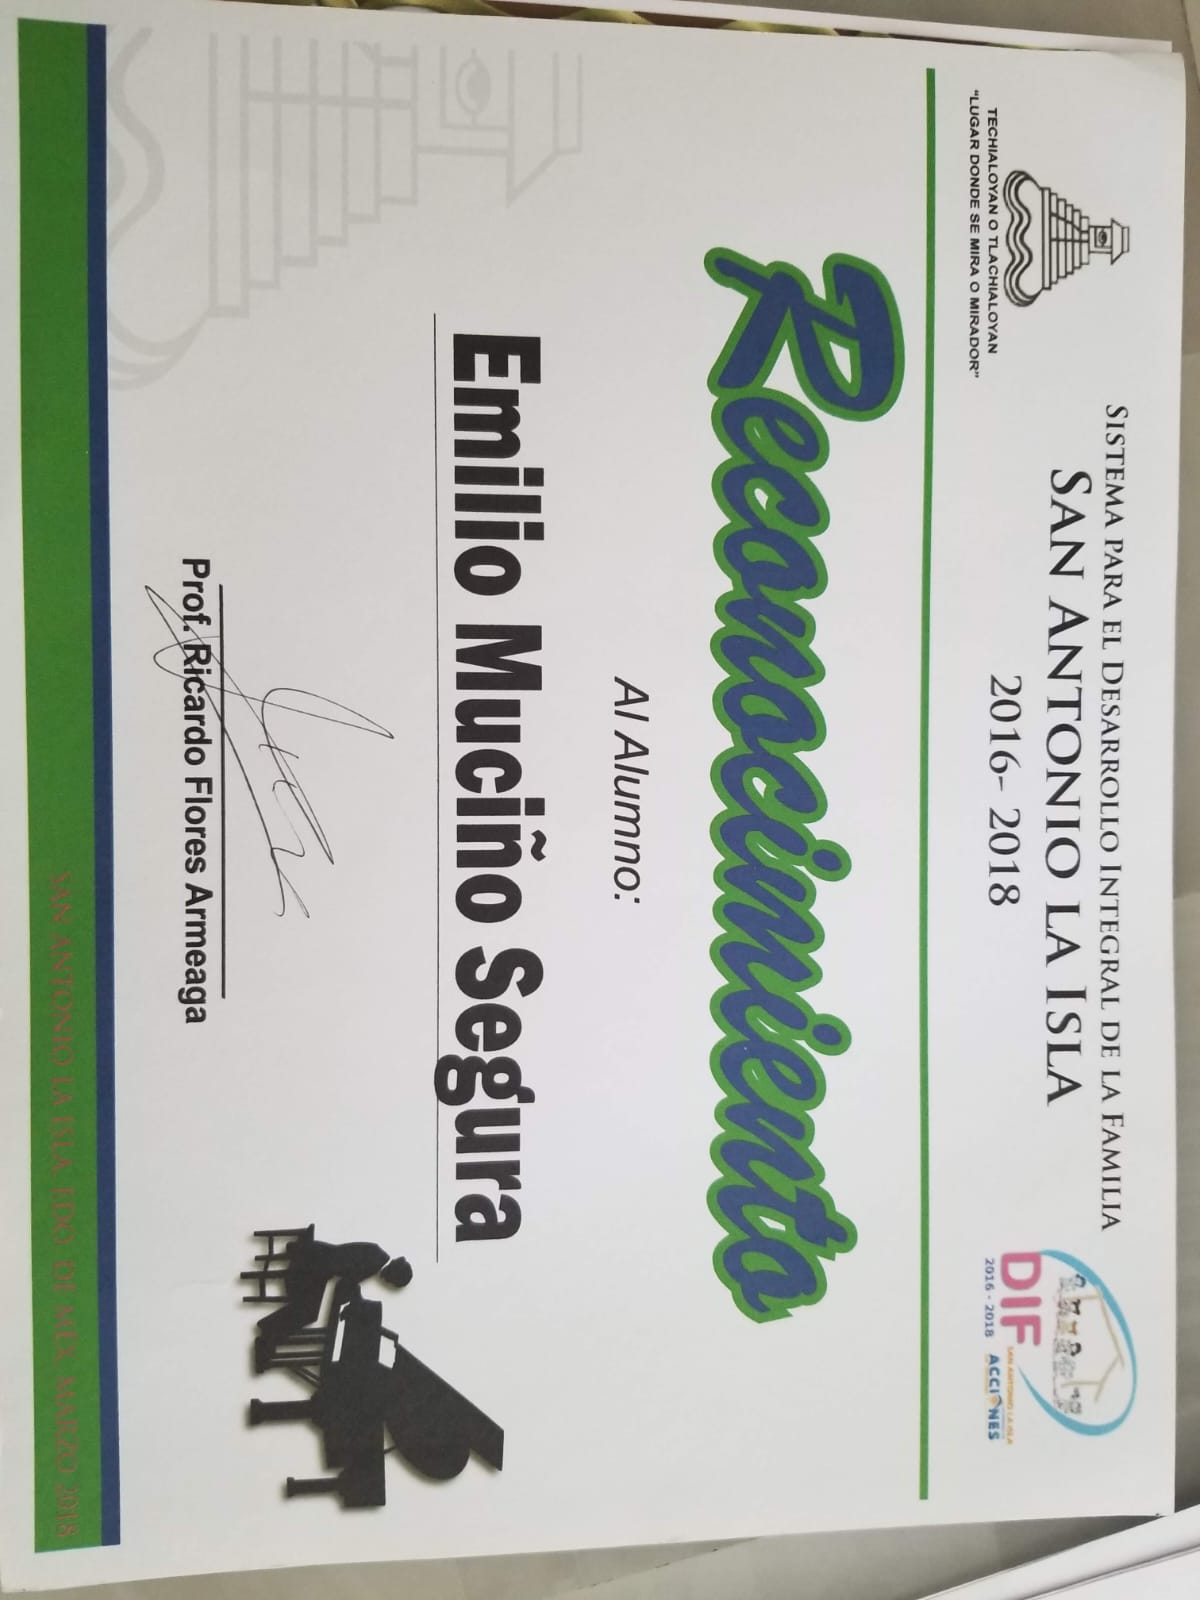 SISTEMA PARA EL DESARROLLO INTEGRAL DE LA FAMILIA
SAN ANTONIO LA ISLA
2016- 2018
TECHIALOYAN O TLACHIALOYAN
"LUGAR DONDE SE MIRA O MIRADOR"
DIF
SAN ANTONIO LA ISLA
2016 - 2018
ACCIONES
Reconocimiento
Al Alumno:
Emilio Muciño Segura
Prof. Ricardo Flores Armeaga
SAN ANTONIO LA ISLA, EDO. DE MÉX. MARZO 2018